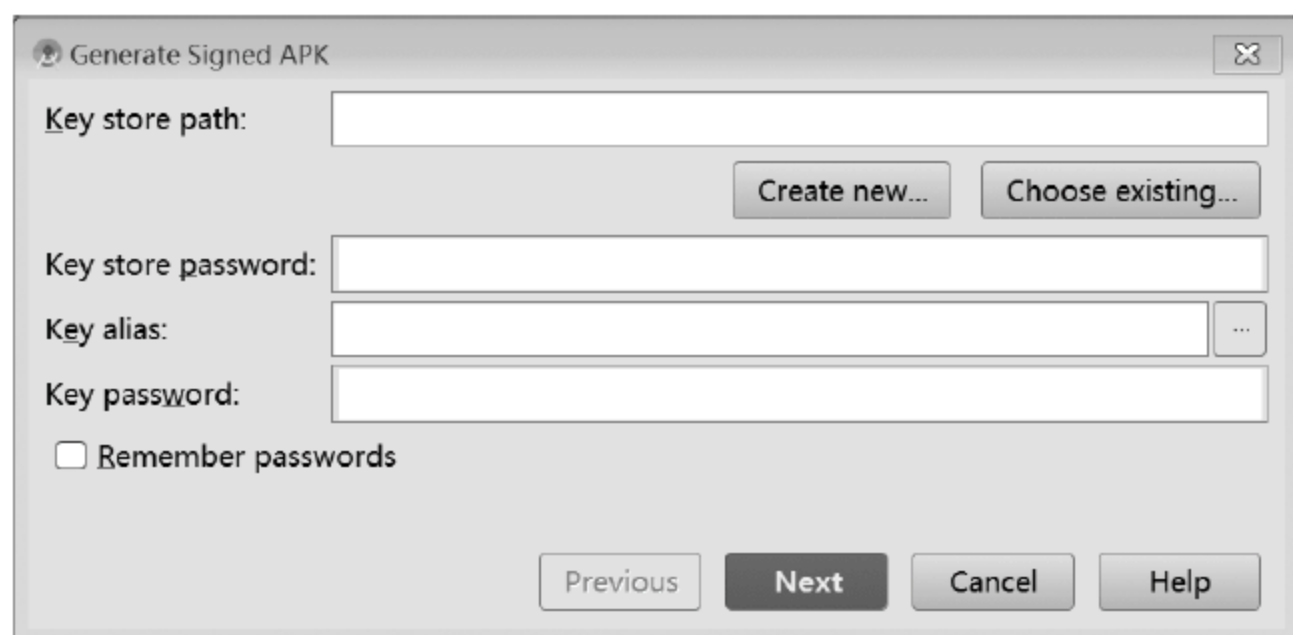 Generate Signed APK
Key store path:
Create new... Choose existing...
Key store password:
Key alias:
...
Key password:
Remember passwords
Previous Next Cancel Help